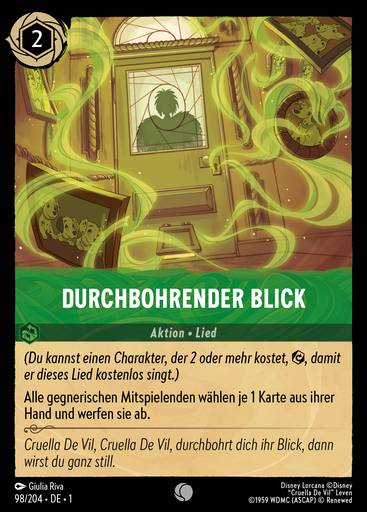 2
DURCHBOHRENDER BLICK
Aktion • Lied
(Du kannst einen Charakter, der 2 oder mehr kostet, , damit
er dieses Lied kostenlos singt.)
Alle gegnerischen Mitspielenden wählen je 1 Karte aus ihrer
Hand und werfen sie ab.
Cruella De Vil, Cruella De Vil, durchbohrt dich ihr Blick, dann
wirst du ganz still.
Giulia Riva
98/204 • DE • 1
Disney Lorcana ©Disney
"Cruella De Vil" Leven
©1959 WDMC (ASCAP) © Renewed